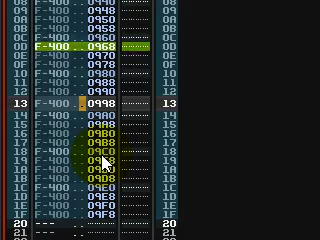 08 F-400 ..0940 08
09 F-400 ..0948 09
0A F-400 ..0950 0A
0B F-400 ..0958 0B
0C F-400 ..0960 0C
0D F-400 ..0968 0D
0E F-400 ..0970 0E
0F F-400 ..0978 0F
10 F-400 ..0980 10
11 F-400 ..0988 11
12 F-400 ..0990 12
13 F-400 ..0998 13
14 F-400 ..09A0 14
15 F-400 ..09A8 15
16 F-400 ..09B0 16
17 F-400 ..09B8 17
18 F-400 ..09C0 18
19 F-400 .. 19
1A F-400 .. 1A
1B F-400 ..09D8 1B
1C F-400 ..09E0 1C
1D F-400 ..09E8 1D
1E F-400 ..09F0 1E
1F F-400 ..09F8 1F
20 --- .. 20
21 --- .. 21